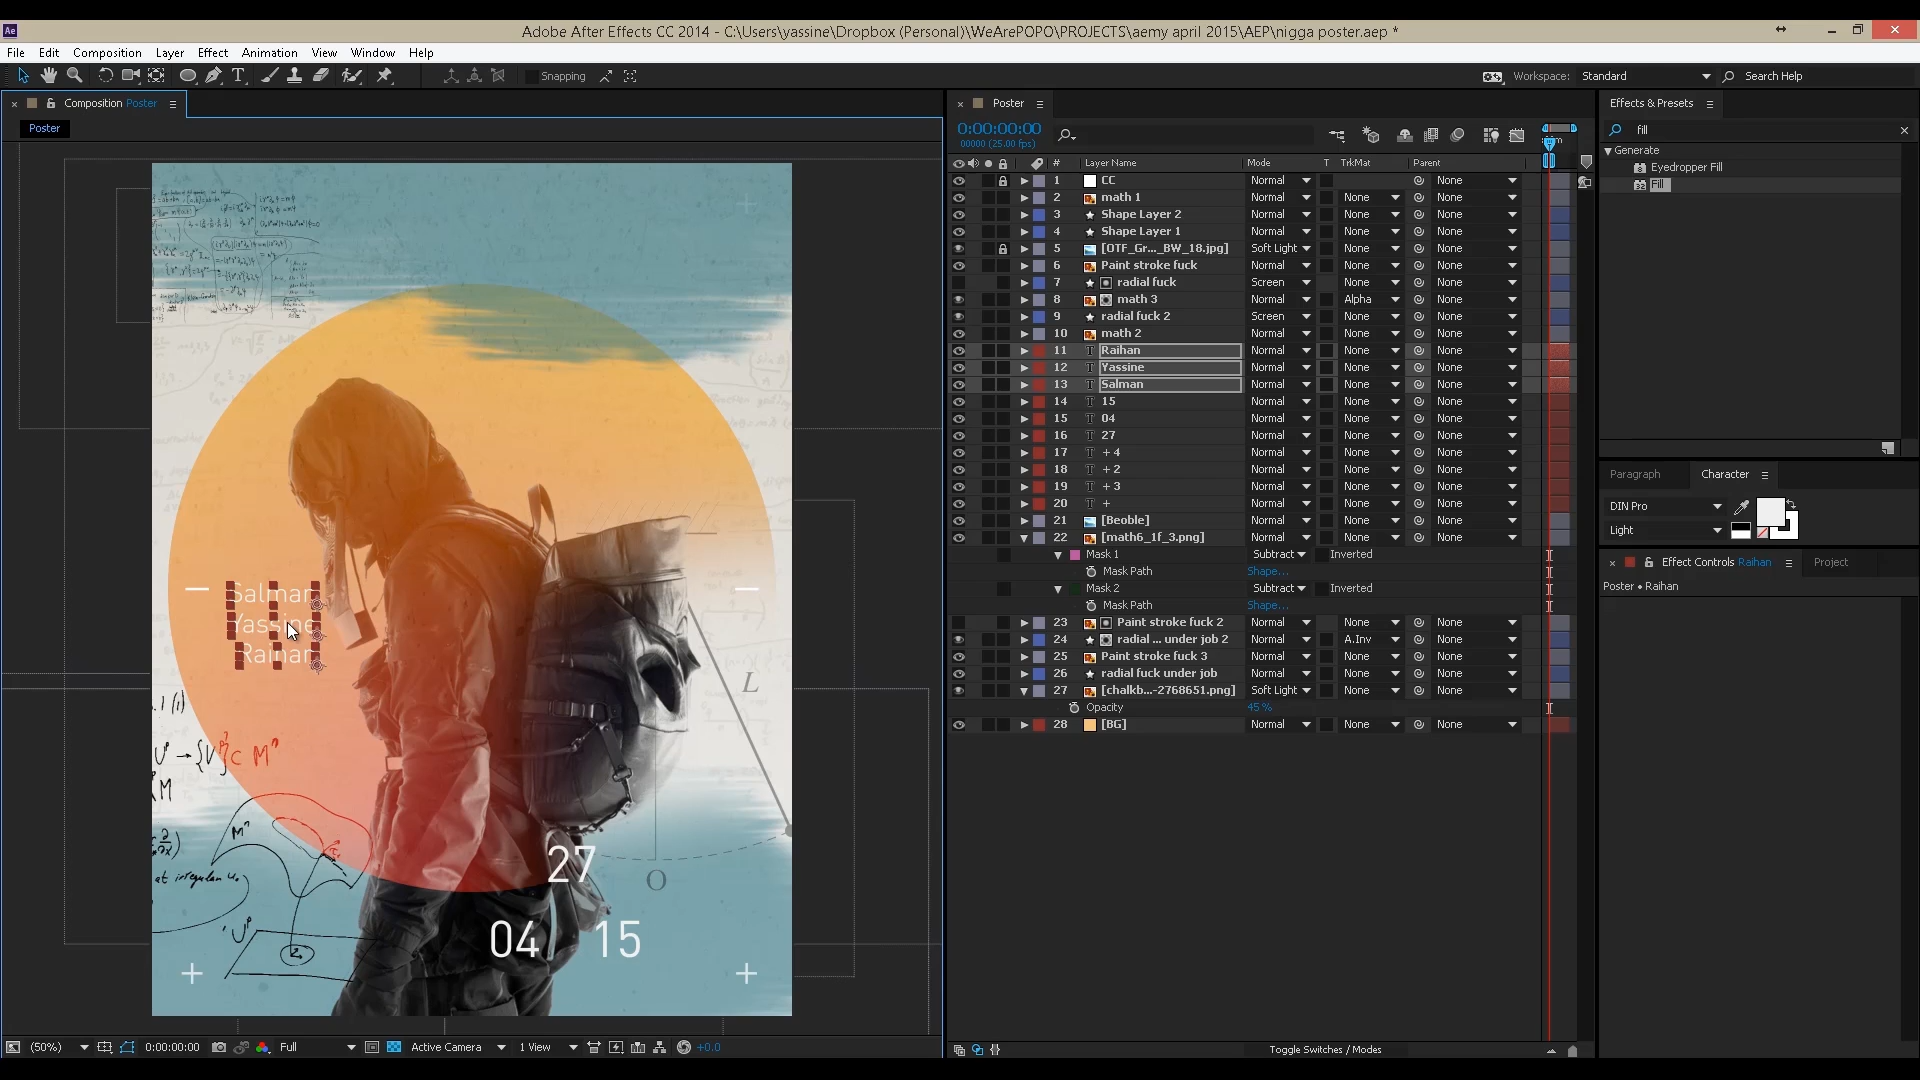 Adobe After Effects CC 2014 - C:\Users\yassine\Dropbox (Personal)\WeArePOPO\PROJECTS\aemy april 2015\AEP\nigga poster.aep *
File Edit Composition Layer Effect Animation View Window Help
Snapping
Workspace: Standard
Search Help
Composition Poster
Poster
Salman
Yassine
Raihan
L
27
O
04 15
(50%) 0:00:00:00 Full Active Camera 1 View +0.0
Poster
0:00:00:00
00000 (25.00 fps)
# Layer Name Mode T TrkMat Parent
1 CC Normal None
2 math 1 Normal None None
3 Shape Layer 2 Normal None None
4 Shape Layer 1 Normal None None
5 [OTF_Gr..._BW_18.jpg] Soft Light None None
6 Paint stroke fuck Normal None None
7 radial fuck Screen None None
8 math 3 Normal Alpha None
9 radial fuck 2 Screen None None
10 math 2 Normal None None
11 Raihan Normal None None
12 Yassine Normal None None
13 Salman Normal None None
14 15 Normal None None
15 04 Normal None None
16 27 Normal None None
17 + 4 Normal None None
18 + 2 Normal None None
19 + 3 Normal None None
20 + Normal None None
21 [Beoble] Normal None None
22 [math6_1f_3.png] Normal None None
Mask 1 Subtract Inverted
Mask Path Shape...
Mask 2 Subtract Inverted
Mask Path Shape...
23 Paint stroke fuck 2 Normal None None
24 radial ... under job 2 Normal A.Inv None
25 Paint stroke fuck 3 Normal None None
26 radial fuck under job Normal None None
27 [chalkb...-2768651.png] Soft Light None None
Opacity 45%
28 [BG] Normal None None
Toggle Switches / Modes
Effects & Presets
fill
Generate
Eyedropper Fill
Fill
Paragraph Character
DIN Pro
Light
Effect Controls Raihan Project
Poster • Raihan